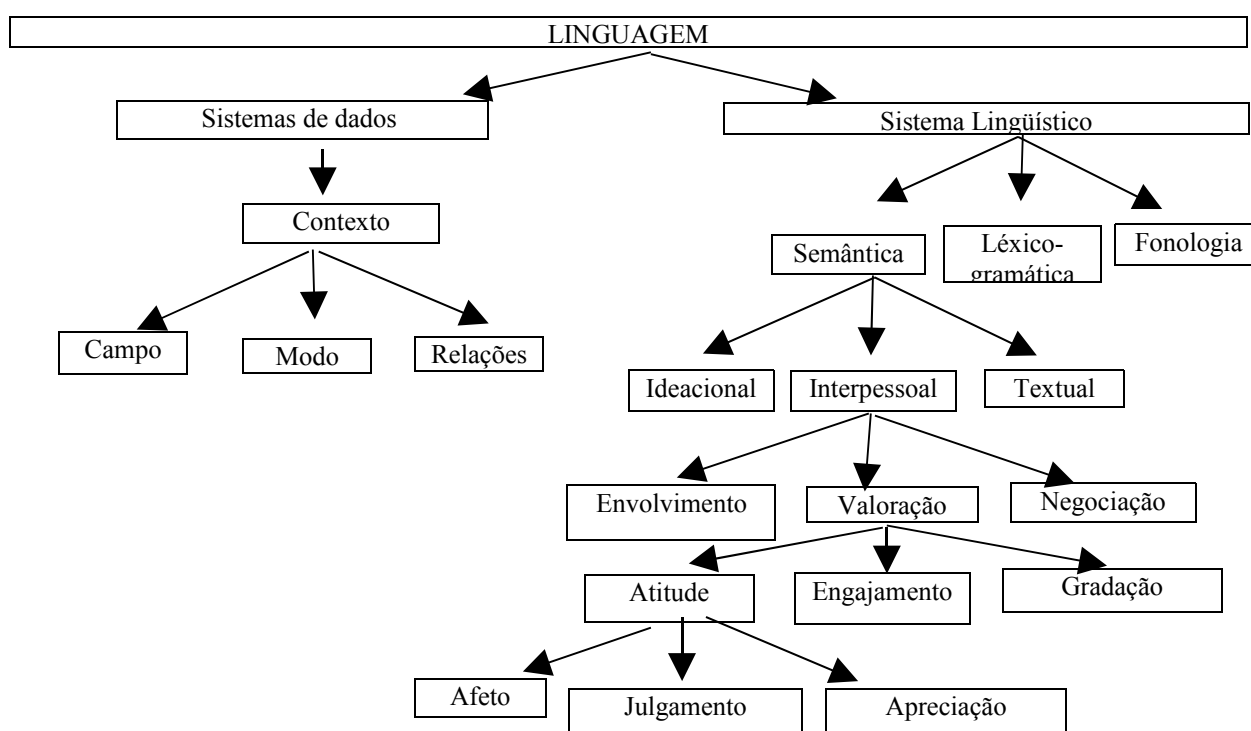 LINGUAGEM
Sistemas de dados
Sistema Lingüístico
Contexto
Semântica
Léxico-
gramática
Fonologia
Campo
Modo
Relações
Ideacional
Interpessoal
Textual
Envolvimento
Valoração
Negociação
Atitude
Engajamento
Gradação
Afeto
Julgamento
Apreciação